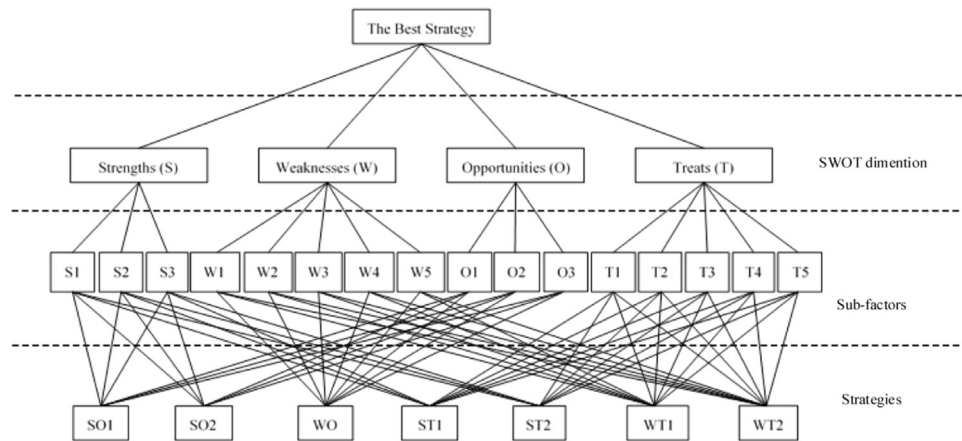 The Best Strategy
Strengths (S) Weaknesses (W) Opportunities (O) Treats (T) SWOT dimention
S1 S2 S3 W1 W2 W3 W4 W5 O1 O2 O3 T1 T2 T3 T4 T5
Sub-factors
Strategies
SO1 SO2 WO ST1 ST2 WT1 WT2